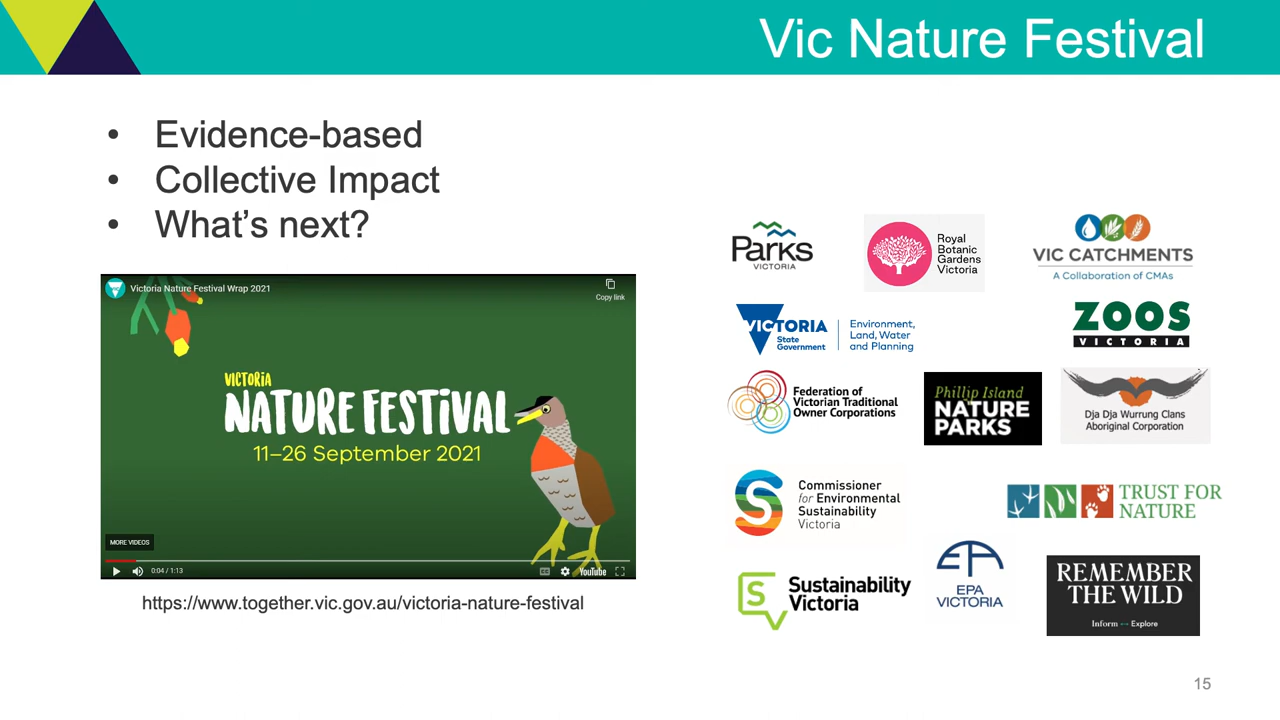 Vic Nature Festival
• Evidence-based
• Collective Impact
• What’s next?
Victoria Nature Festival Wrap 2021
Copy link
VICTORIA
NATURE FESTIVAL
11–26 September 2021
MORE VIDEOS
0:04 / 1:13
CC
YouTube
https://www.together.vic.gov.au/victoria-nature-festival
Parks
VICTORIA
Royal
Botanic
Gardens
Victoria
VIC CATCHMENTS
A Collaboration of CMAs
VICTORIA
State
Government
Environment,
Land, Water
and Planning
ZOOS
VICTORIA
Federation of
Victorian Traditional
Owner Corporations
Phillip Island
NATURE
PARKS
Dja Dja Wurrung Clans
Aboriginal Corporation
Commissioner
for Environmental
Sustainability
Victoria
TRUST FOR
NATURE
Sustainability
Victoria
EPA
VICTORIA
REMEMBER
THE WILD
Inform Explore
15